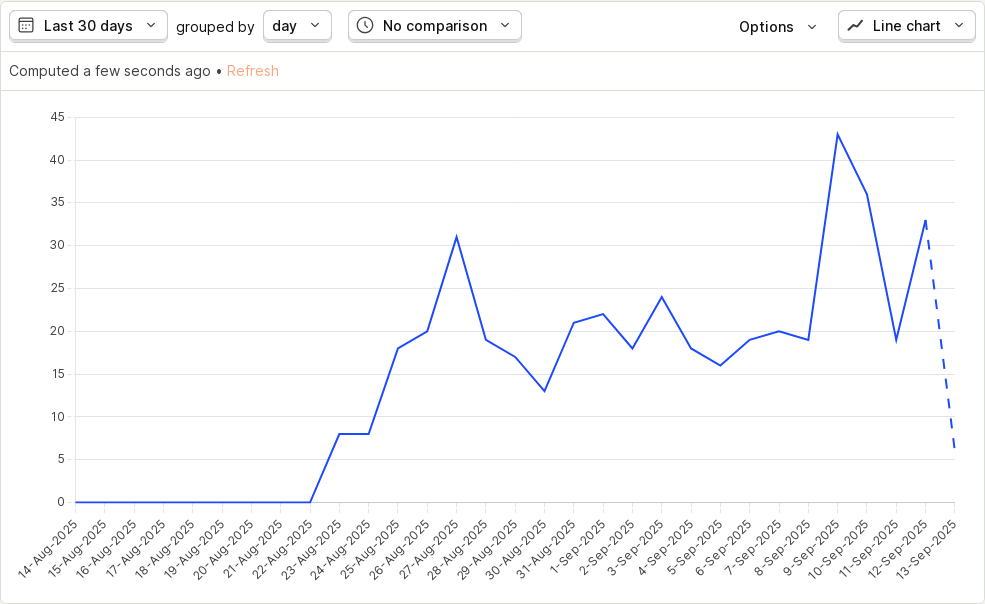 Last 30 days grouped by day No comparison Options Line chart
Computed a few seconds ago • Refresh
45
40
35
30
25
20
15
10
5
0
14-Aug-2025
15-Aug-2025
16-Aug-2025
17-Aug-2025
18-Aug-2025
19-Aug-2025
20-Aug-2025
21-Aug-2025
22-Aug-2025
23-Aug-2025
24-Aug-2025
25-Aug-2025
26-Aug-2025
27-Aug-2025
28-Aug-2025
29-Aug-2025
30-Aug-2025
31-Aug-2025
1-Sep-2025
2-Sep-2025
3-Sep-2025
4-Sep-2025
5-Sep-2025
6-Sep-2025
7-Sep-2025
8-Sep-2025
9-Sep-2025
10-Sep-2025
11-Sep-2025
12-Sep-2025
13-Sep-2025